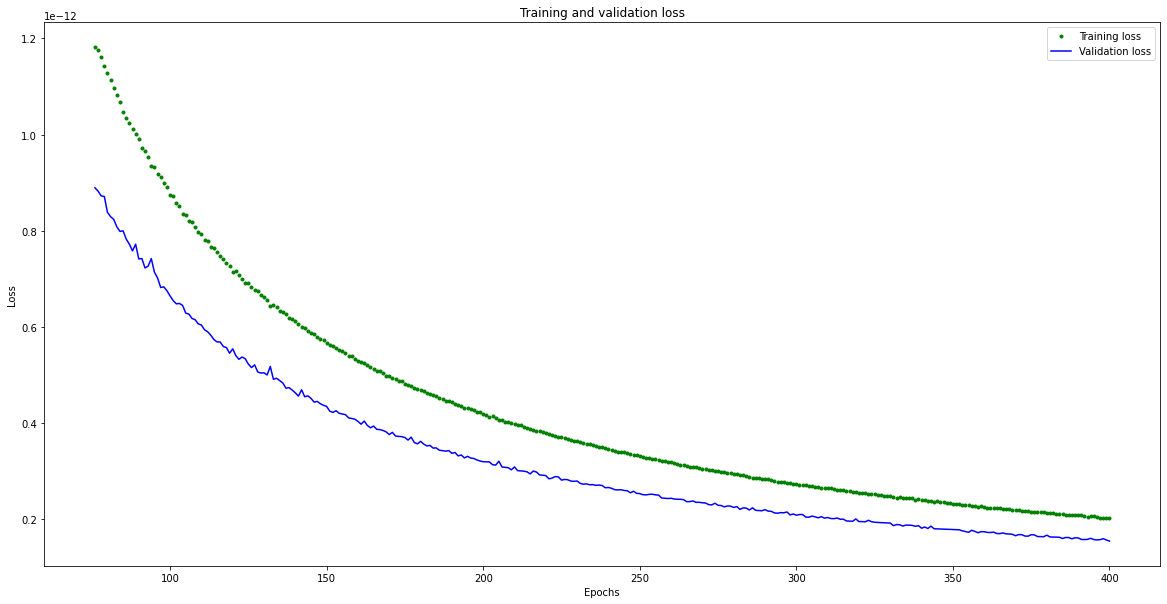 Training and validation loss
1e−12
Training loss
Validation loss
1.2
1.0
0.8
0.6
0.4
0.2
Loss
100
150
200
250
300
350
400
Epochs